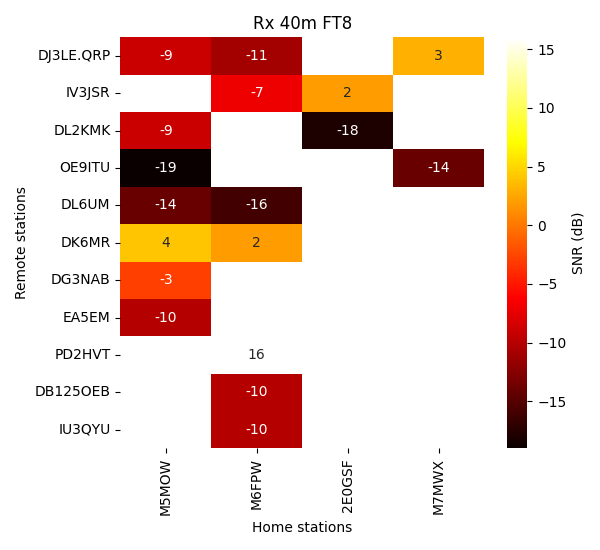 Rx 40m FT8
Remote stations
DJ3LE.QRP -9 -11 3
IV3JSR -7 2
DL2KMK -9 -18
OE9ITU -19 -14
DL6UM -14 -16
DK6MR 4 2
DG3NAB -3
EA5EM -10
PD2HVT 16
DB125OEB -10
IU3QYU -10
M5MOW M6FPW 2E0GSF M7MWX
Home stations
15
10
5
0
−5
−10
−15
SNR (dB)